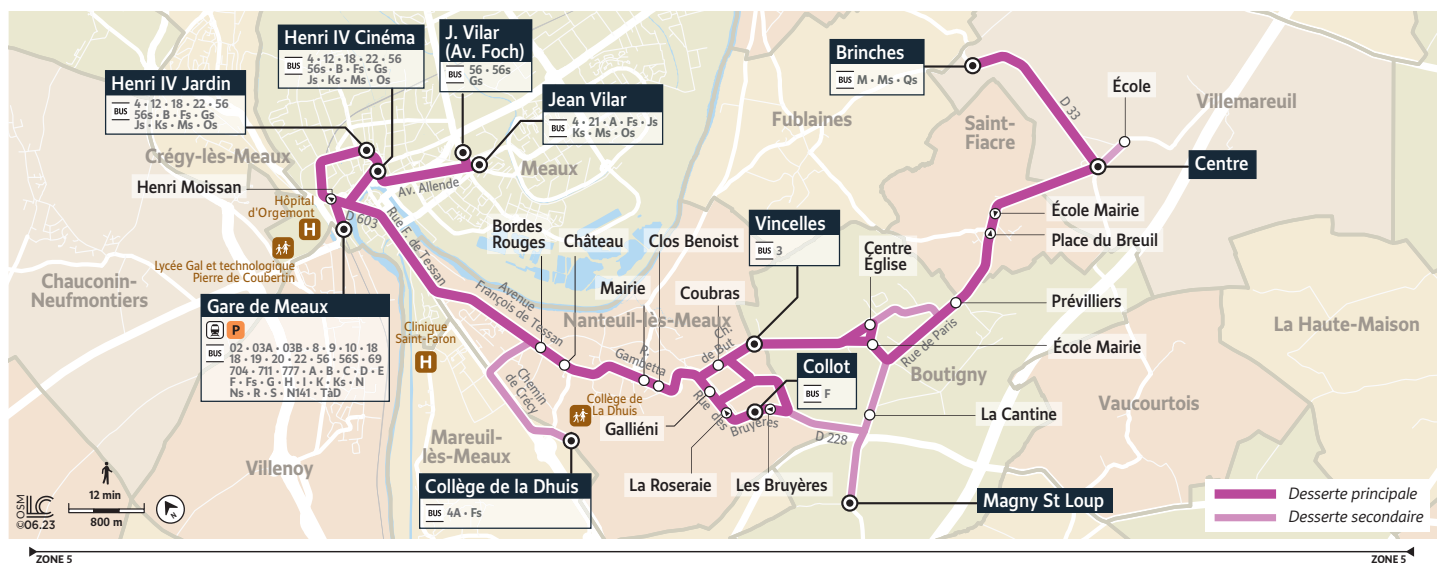 Henri IV Jardin
BUS
4 • 12 • 18 • 22 • 56
56s • B • Fs • Gs
Js • Ks • Ms • Os
Henri IV Cinéma
BUS
4 • 12 • 18 • 22 • 56
56s • B • Fs • Gs
Js • Ks • Ms • Os
J. Vilar
(Av. Foch)
BUS
56 • 56s
Gs
Jean Vilar
BUS
4 • 21 • A • Fs • Js
Ks • Ms • Os
Brinches
BUS
M • Ms • Qs
École
Villemareuil
Fublaines
Saint-
Fiacre
D 33
Centre
Crégy-lès-Meaux
Meaux
Av. Allende
Henri Moissan
Hôpital
d'Orgemont
H
D 603
Rue F. de Tessan
Lycée Gal et technologique
Pierre de Coubertin
Chauconin-
Neufmontiers
Gare de Meaux
P
BUS
02 • 03A • 03B • 8 • 9 • 10 • 18
18 • 19 • 20 • 22 • 56 • 56S • 69
704 • 711 • 777 • A • B • C • D • E
F • Fs • G • H • I • K • Ks • N
Ns • R • S • N141 • TàD
Bordes
Rouges
Château
Clos Benoist
Mairie
Coubras
Vincelles
BUS
3
Centre
Église
École Mairie
Place du Breuil
Prévilliers
École Mairie
La Haute-Maison
Avenue
François de Tessan
Nanteuil-lès-Meaux
Clinique
Saint-Faron
H
R.
Gambetta
Ch.
de But
Rue de Paris
Boutigny
Collot
BUS
F
Chemin
de Crécy
Collège de
La Dhuis
Galliéni
Rue des
Bruyères
La Cantine
D 228
Vaucourtois
Mareuil-
lès-Meaux
Villenoy
La Roseraie
Les Bruyères
Collège de la Dhuis
BUS
4A • Fs
Magny St Loup
Desserte principale
Desserte secondaire
12 min
800 m
©OSM
LC
06.23
ZONE 5
ZONE 5